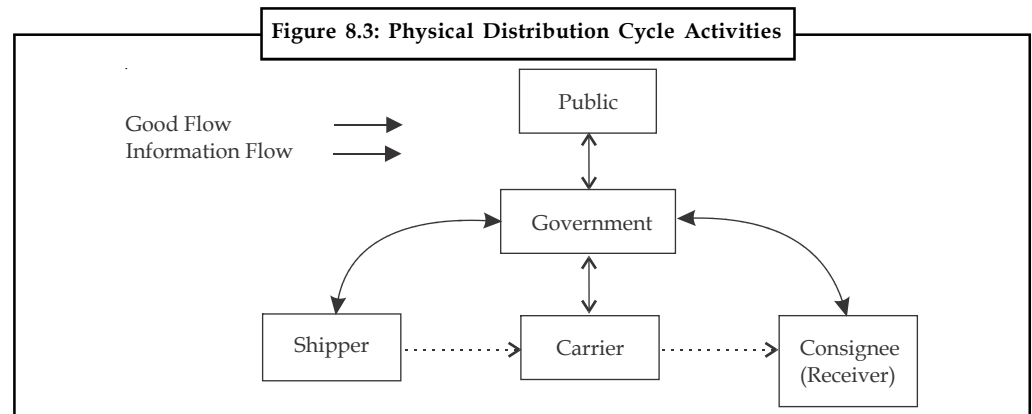 Figure 8.3: Physical Distribution Cycle Activities
Public
Good Flow
Information Flow
Government
Shipper
Carrier
Consignee
(Receiver)